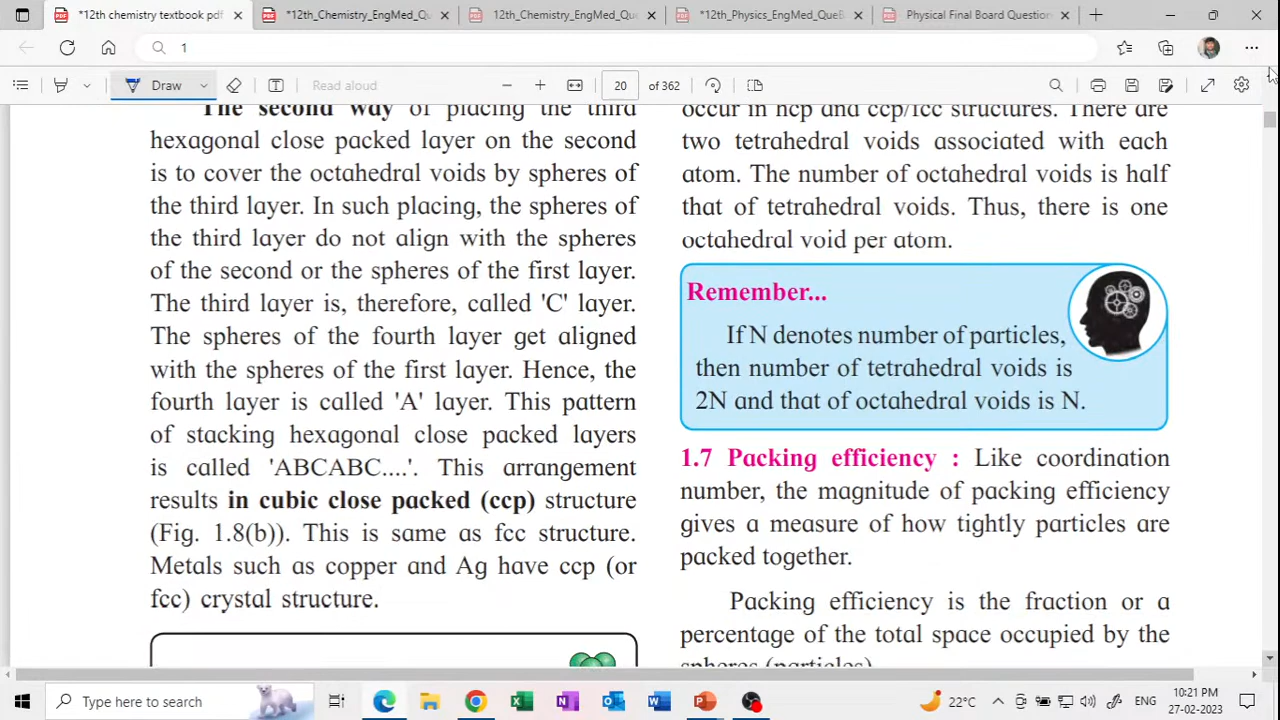 *12th chemistry textbook pdf
*12th_Chemistry_EngMed_Qu
12th_Chemistry_EngMed_Que
*12th_Physics_EngMed_QueB
Physical Final Board Question
1
Draw
Read aloud
20
of 362
The second way of placing the third
hexagonal close packed layer on the second
is to cover the octahedral voids by spheres of
the third layer. In such placing, the spheres of
the third layer do not align with the spheres
of the second or the spheres of the first layer.
The third layer is, therefore, called 'C' layer.
The spheres of the fourth layer get aligned
with the spheres of the first layer. Hence, the
fourth layer is called 'A' layer. This pattern
of stacking hexagonal close packed layers
is called 'ABCABC....'. This arrangement
results in cubic close packed (ccp) structure
(Fig. 1.8(b)). This is same as fcc structure.
Metals such as copper and Ag have ccp (or
fcc) crystal structure.
occur in hcp and ccp/fcc structures. There are
two tetrahedral voids associated with each
atom. The number of octahedral voids is half
that of tetrahedral voids. Thus, there is one
octahedral void per atom.
Remember...
If N denotes number of particles,
then number of tetrahedral voids is
2N and that of octahedral voids is N.
1.7 Packing efficiency : Like coordination
number, the magnitude of packing efficiency
gives a measure of how tightly particles are
packed together.
Packing efficiency is the fraction or a
percentage of the total space occupied by the
spheres (particles).
Type here to search
22°C
ENG
10:21 PM
27-02-2023